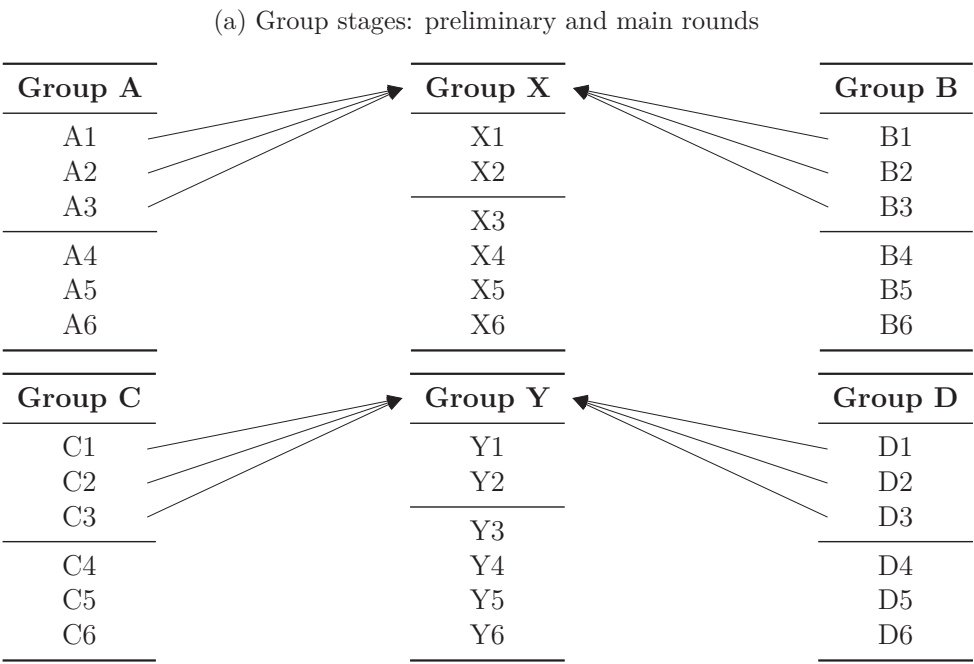 (a) Group stages: preliminary and main rounds
Group A Group X Group B
A1 X1 B1
A2 X2 B2
A3 X3 B3
A4 X4 B4
A5 X5 B5
A6 X6 B6
Group C Group Y Group D
C1 Y1 D1
C2 Y2 D2
C3 Y3 D3
C4 Y4 D4
C5 Y5 D5
C6 Y6 D6